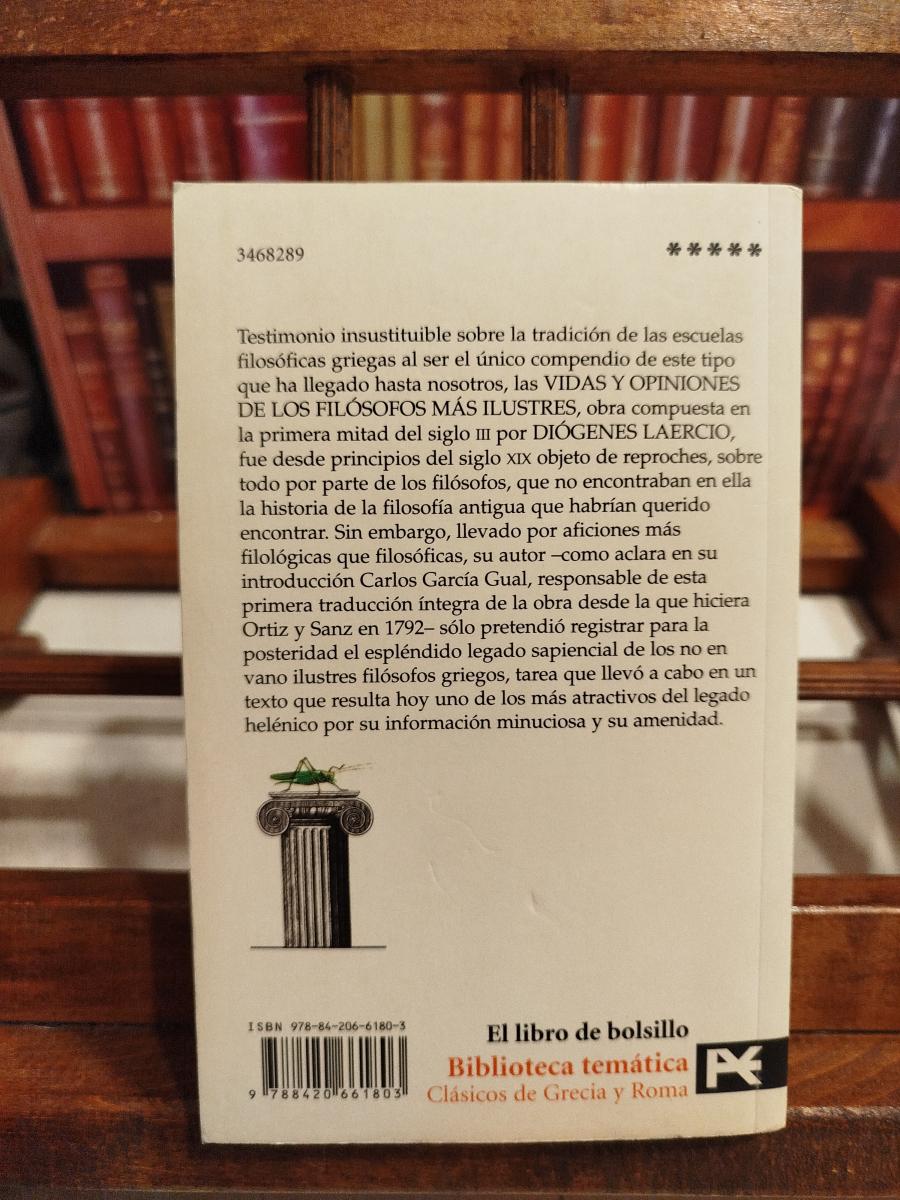 3468289
*****
Testimonio insustituible sobre la tradición de las escuelas
filosóficas griegas al ser el único compendio de este tipo
que ha llegado hasta nosotros, las VIDAS Y OPINIONES
DE LOS FILÓSOFOS MÁS ILUSTRES, obra compuesta en
la primera mitad del siglo III por DIÓGENES LAERCIO,
fue desde principios del siglo XIX objeto de reproches, sobre
todo por parte de los filósofos, que no encontraban en ella
la historia de la filosofía antigua que habrían querido
encontrar. Sin embargo, llevado por aficiones más
filológicas que filosóficas, su autor –como aclara en su
introducción Carlos García Gual, responsable de esta
primera traducción íntegra de la obra desde la que hiciera
Ortiz y Sanz en 1792– sólo pretendió registrar para la
posteridad el espléndido legado sapiencial de los no en
vano ilustres filósofos griegos, tarea que llevó a cabo en un
texto que resulta hoy uno de los más atractivos del legado
helénico por su información minuciosa y su amenidad.
ISBN 978-84-206-6180-3
9 788420 661803
El libro de bolsillo
Biblioteca temática
Clásicos de Grecia y Roma